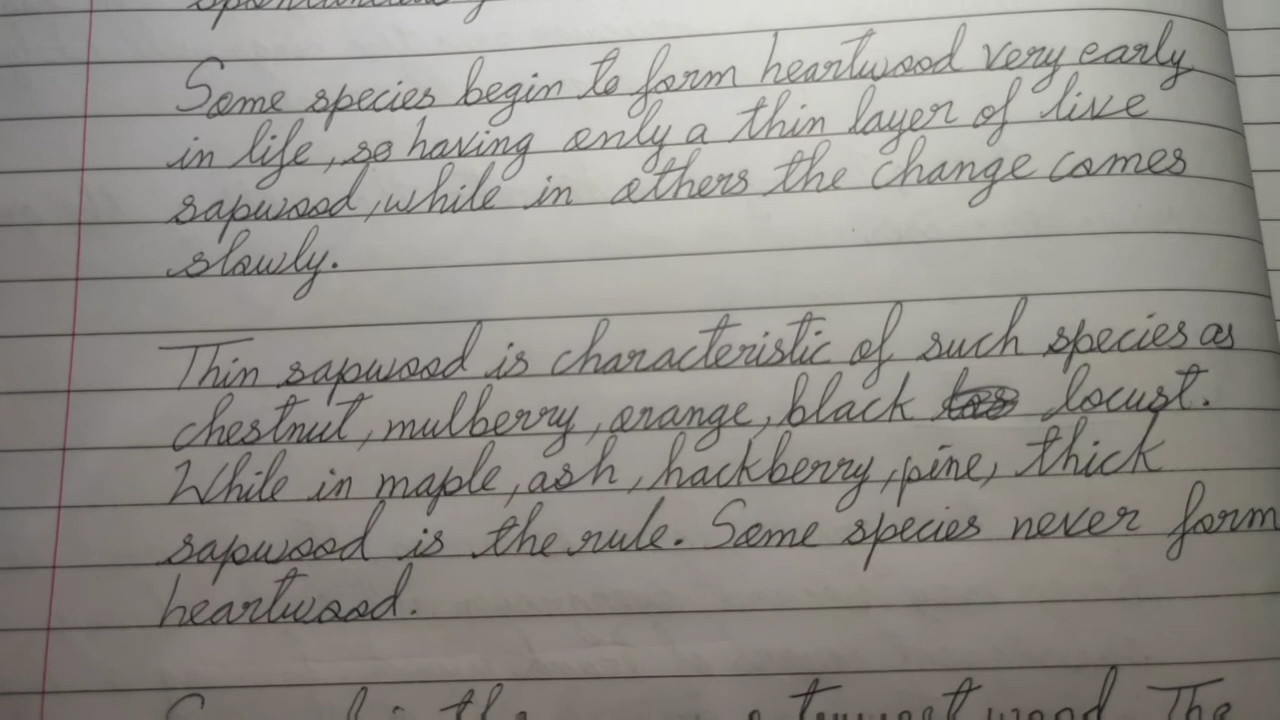 Some species begin to form heartwood very early
in life, so having only a thin layer of live
sapwood, while in others the change comes
slowly.
Thin sapwood is characteristic of such species as
chestnut, mulberry, orange, black locust.
While in maple, ash, hackberry, pine, thick
sapwood is the rule. Some species never form
heartwood.
wood. The